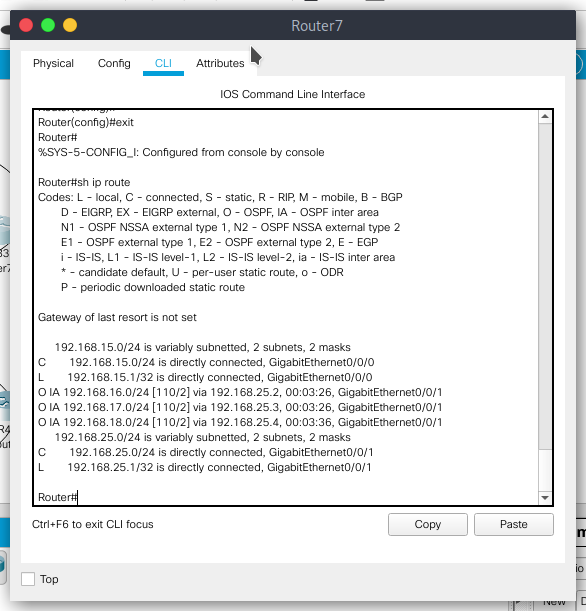 Router7
Physical Config CLI Attributes
IOS Command Line Interface
Router(config)#
Router(config)#exit
Router#
%SYS-5-CONFIG_I: Configured from console by console
Router#sh ip route
Codes: L - local, C - connected, S - static, R - RIP, M - mobile, B - BGP
D - EIGRP, EX - EIGRP external, O - OSPF, IA - OSPF inter area
N1 - OSPF NSSA external type 1, N2 - OSPF NSSA external type 2
E1 - OSPF external type 1, E2 - OSPF external type 2, E - EGP
i - IS-IS, L1 - IS-IS level-1, L2 - IS-IS level-2, ia - IS-IS inter area
* - candidate default, U - per-user static route, o - ODR
P - periodic downloaded static route
Gateway of last resort is not set
192.168.15.0/24 is variably subnetted, 2 subnets, 2 masks
C 192.168.15.0/24 is directly connected, GigabitEthernet0/0/0
L 192.168.15.1/32 is directly connected, GigabitEthernet0/0/0
O IA 192.168.16.0/24 [110/2] via 192.168.25.2, 00:03:26, GigabitEthernet0/0/1
O IA 192.168.17.0/24 [110/2] via 192.168.25.3, 00:03:26, GigabitEthernet0/0/1
O IA 192.168.18.0/24 [110/2] via 192.168.25.4, 00:03:36, GigabitEthernet0/0/1
192.168.25.0/24 is variably subnetted, 2 subnets, 2 masks
C 192.168.25.0/24 is directly connected, GigabitEthernet0/0/1
L 192.168.25.1/32 is directly connected, GigabitEthernet0/0/1
Router#
Ctrl+F6 to exit CLI focus
Copy Paste
Top
New